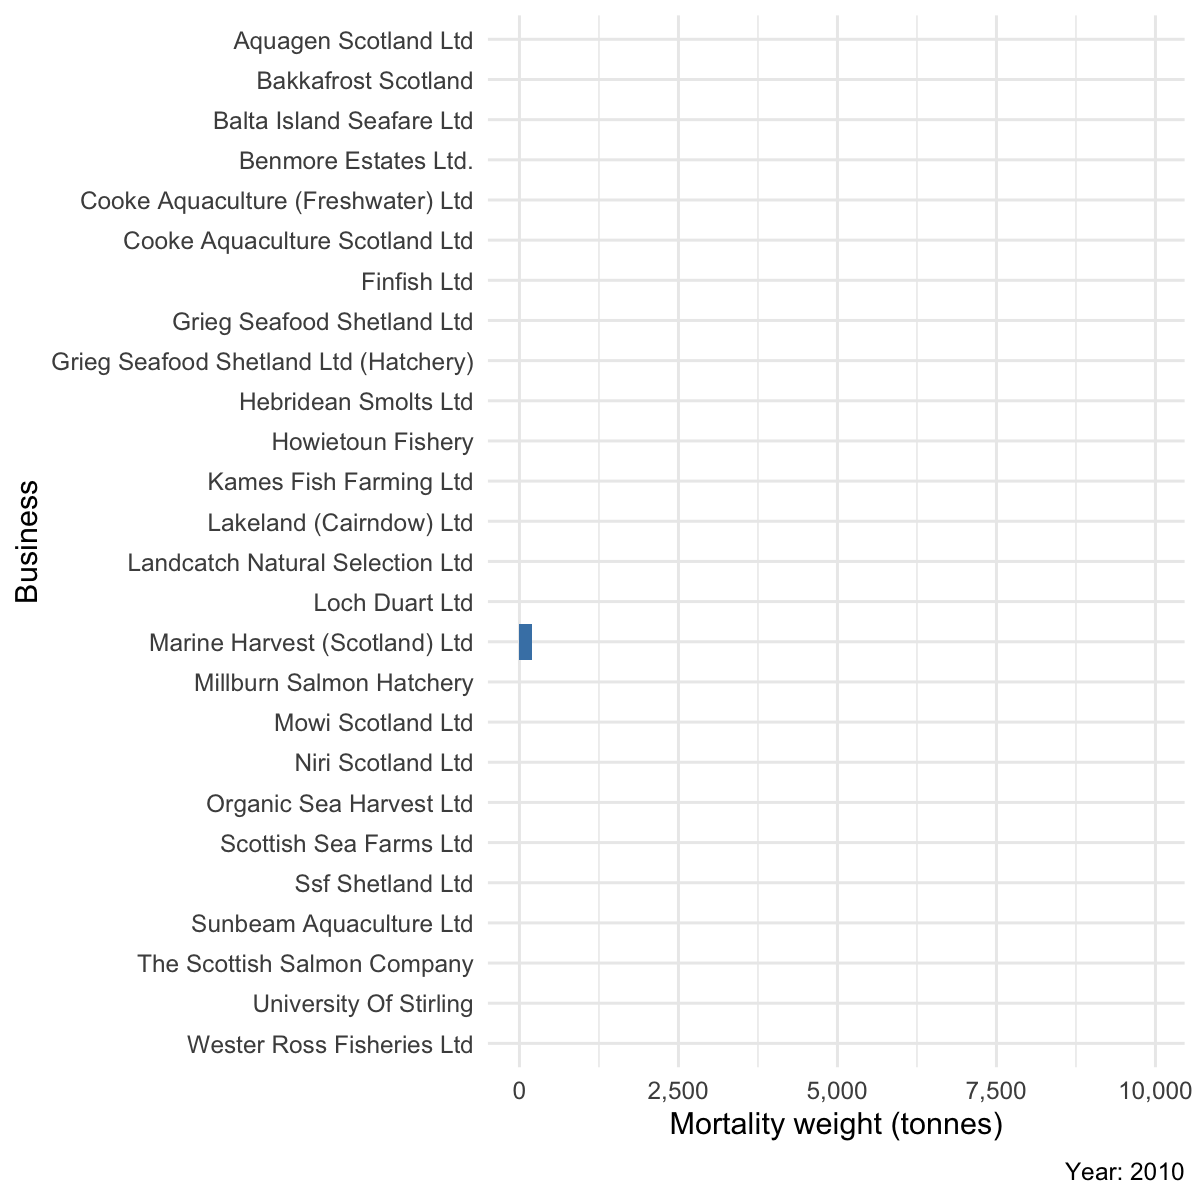 Aquagen Scotland Ltd
Bakkafrost Scotland
Balta Island Seafare Ltd
Benmore Estates Ltd.
Cooke Aquaculture (Freshwater) Ltd
Cooke Aquaculture Scotland Ltd
Finfish Ltd
Grieg Seafood Shetland Ltd
Grieg Seafood Shetland Ltd (Hatchery)
Hebridean Smolts Ltd
Howietoun Fishery
Kames Fish Farming Ltd
Lakeland (Cairndow) Ltd
Landcatch Natural Selection Ltd
Loch Duart Ltd
Marine Harvest (Scotland) Ltd
Millburn Salmon Hatchery
Mowi Scotland Ltd
Niri Scotland Ltd
Organic Sea Harvest Ltd
Scottish Sea Farms Ltd
Ssf Shetland Ltd
Sunbeam Aquaculture Ltd
The Scottish Salmon Company
University Of Stirling
Wester Ross Fisheries Ltd
Business
0 2,500 5,000 7,500 10,000
Mortality weight (tonnes)
Year: 2010